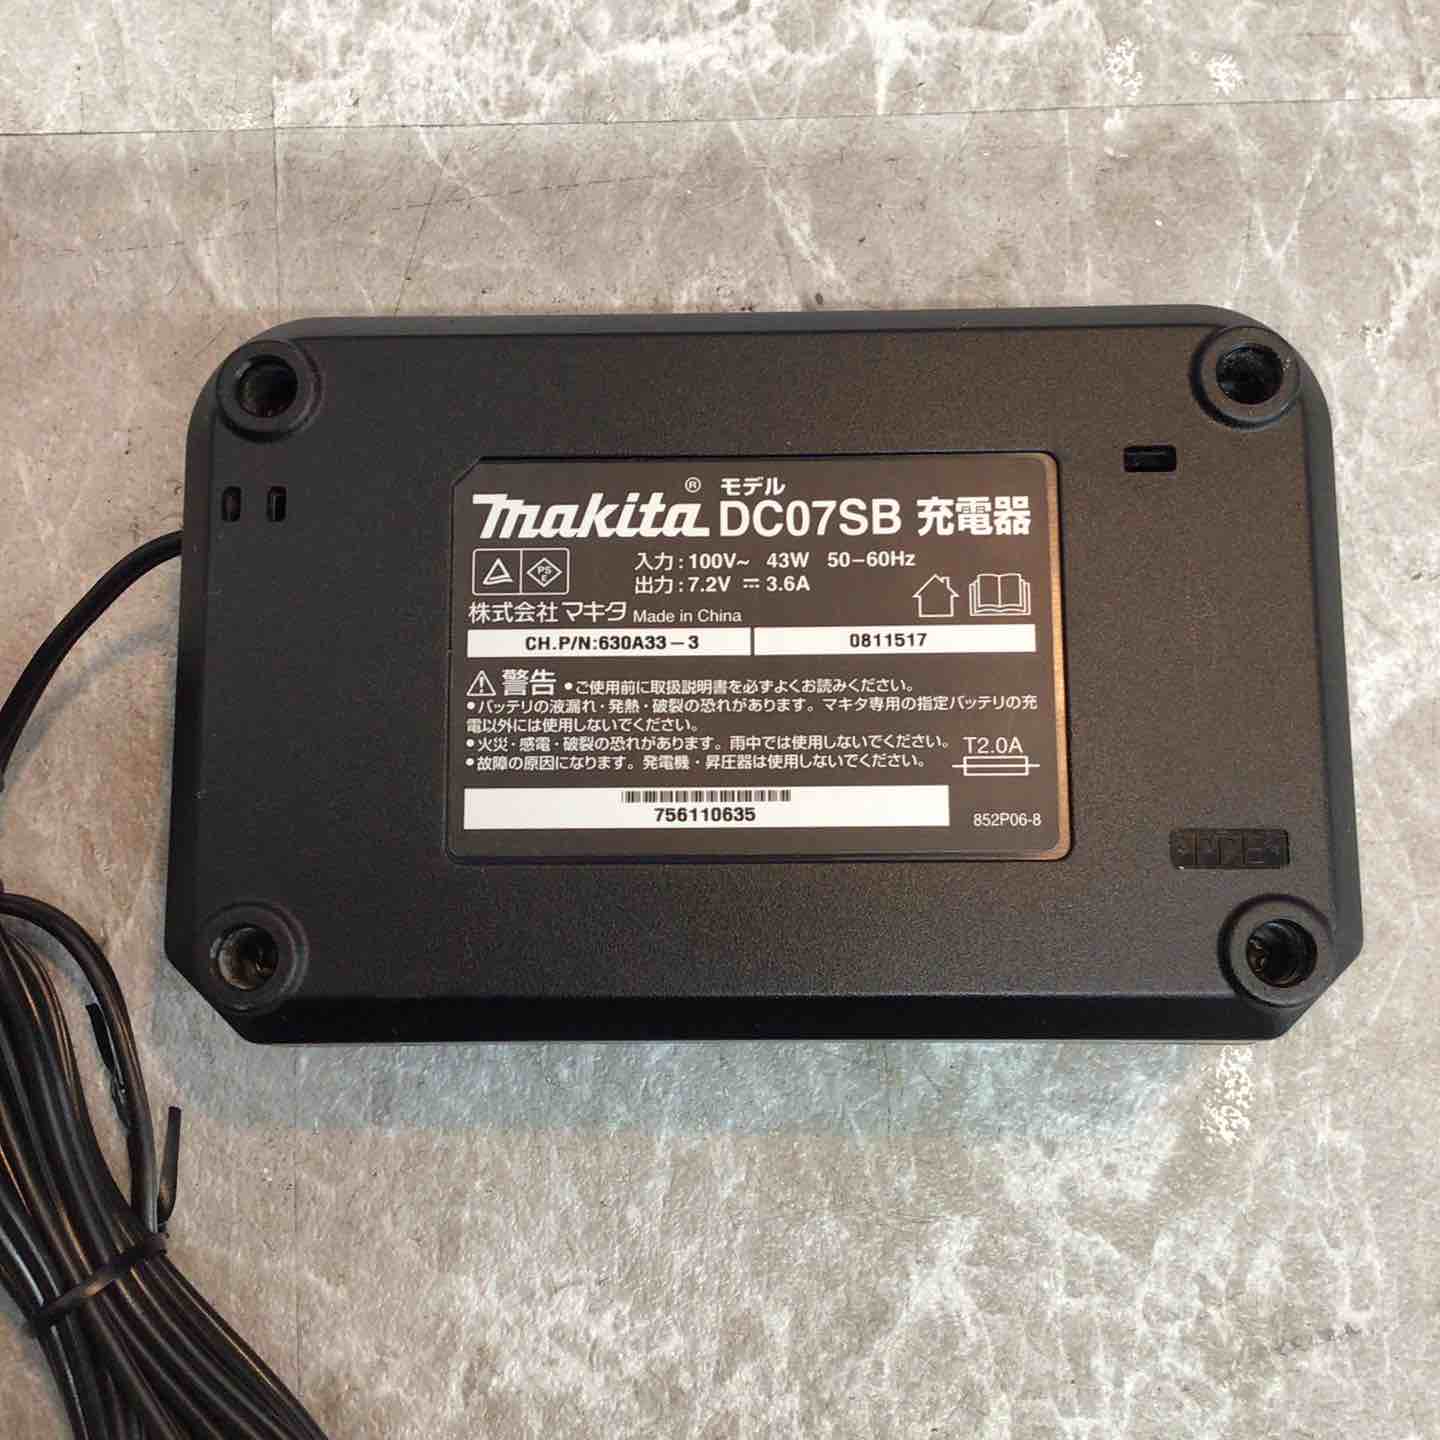 makita® モデル DC07SB 充電器
PS E
入力：100V~ 43W 50–60Hz
出力：7.2V ⎓ 3.6A
株式会社 マキタ Made in China
CH.P/N:630A33–3 0811517
⚠ 警告 ●ご使用前に取扱説明書を必ずよくお読みください。
●バッテリの液漏れ・発熱・破裂の恐れがあります。マキタ専用の指定バッテリの充
電以外には使用しないでください。
●火災・感電・破裂の恐れがあります。雨中では使用しないでください。
T2.0A
●故障の原因になります。発電機・昇圧器は使用しないでください。
756110635
852P06-8